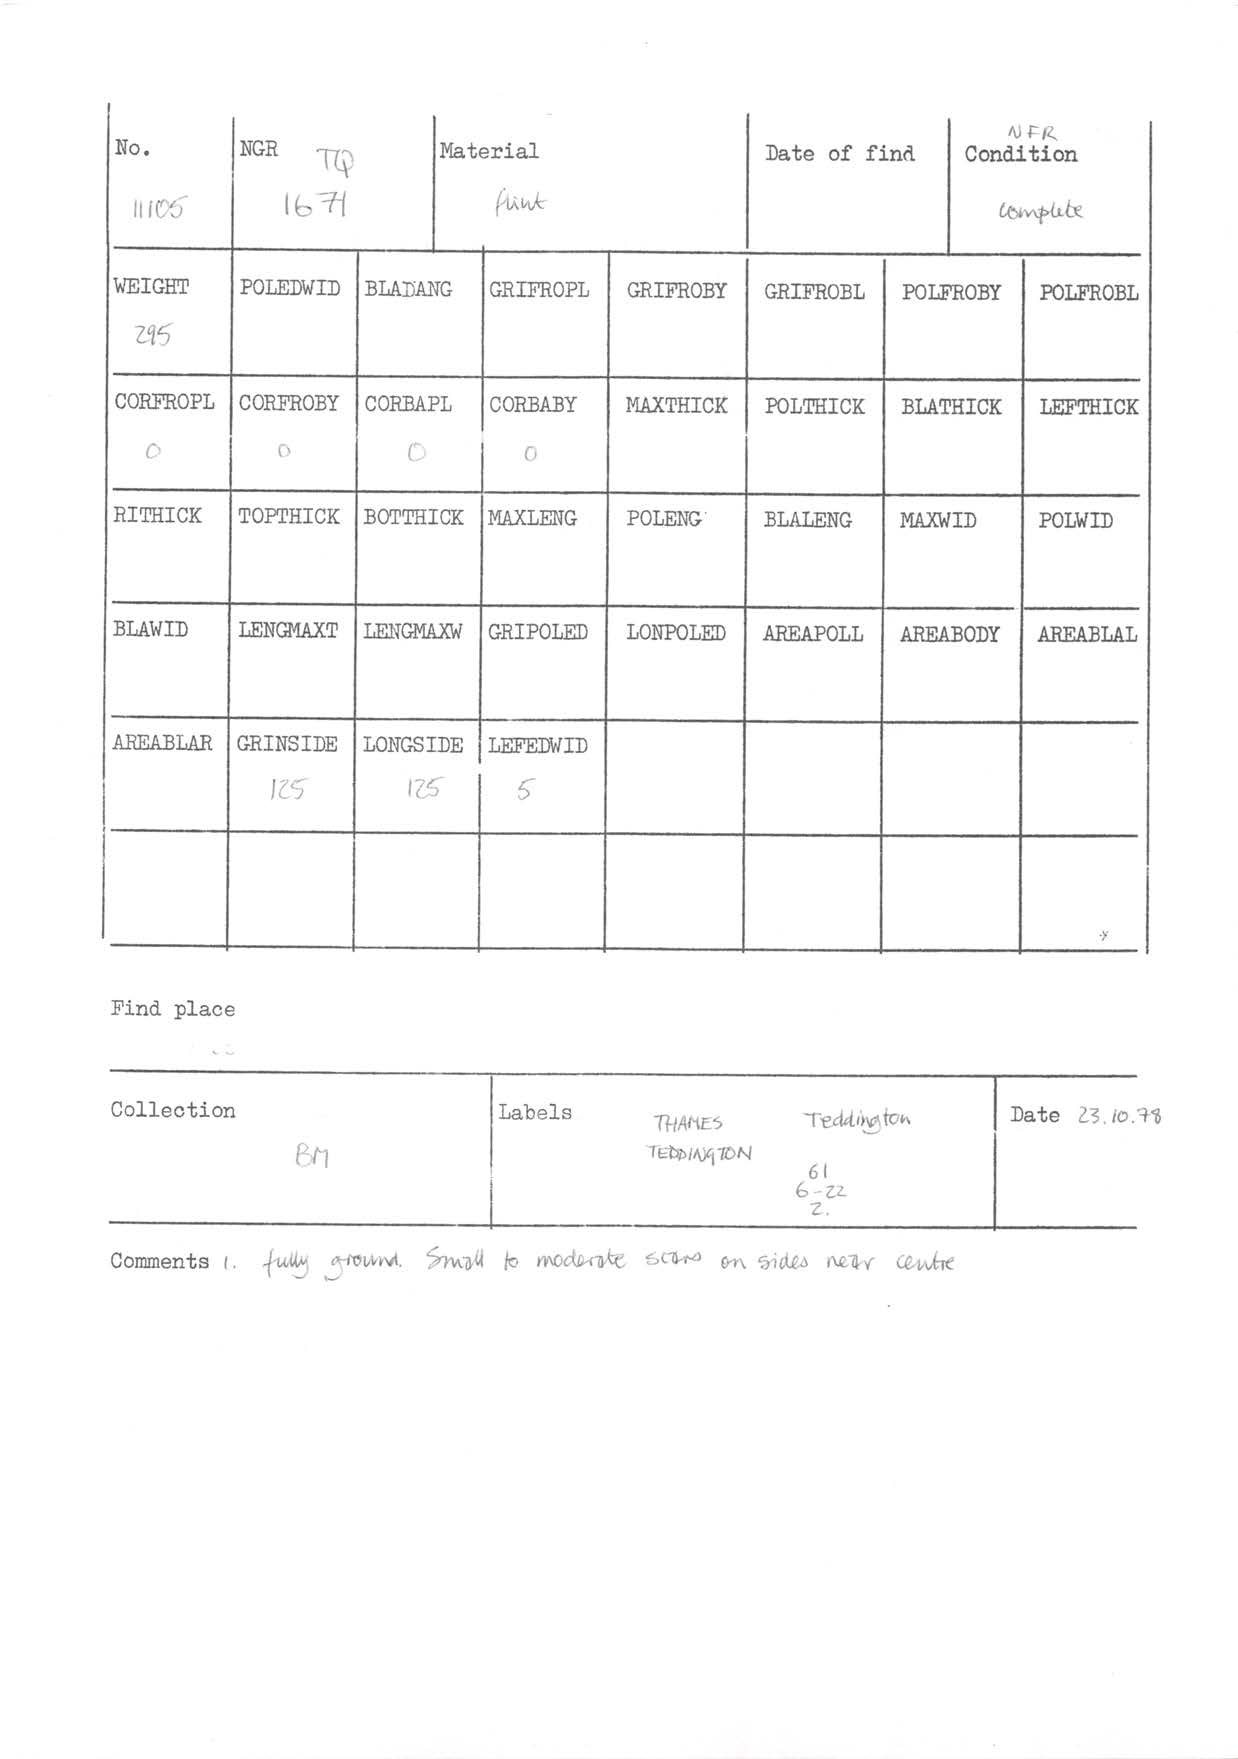 No. NGR TQ Material Date of find NFR Condition
11105 1671 flint complete
WEIGHT POLEDWID BLADANG GRIFROPL GRIFROBY GRIFROBL POLFROBY POLFROBL
295
CORFROPL CORFROBY CORBAPL CORBABY MAXTHICK POLTHICK BLATHICK LEFTHICK
0 0 0 0
RITHICK TOPTHICK BOTTHICK MAXLENG POLENG BLALENG MAXWID POLWID
BLAWID LENGMAXT LENGMAXW GRIPOLED LONPOLED AREAPOLL AREABODY AREABLAL
AREABLAR GRINSIDE LONGSIDE LEFEDWID
125 125 5
Find place
Collection Labels THAMES Teddington Date 23.10.78
BM TEDDINGTON
61
6-22
2.
Comments 1. fully ground. Small to moderate scars on sides near centre